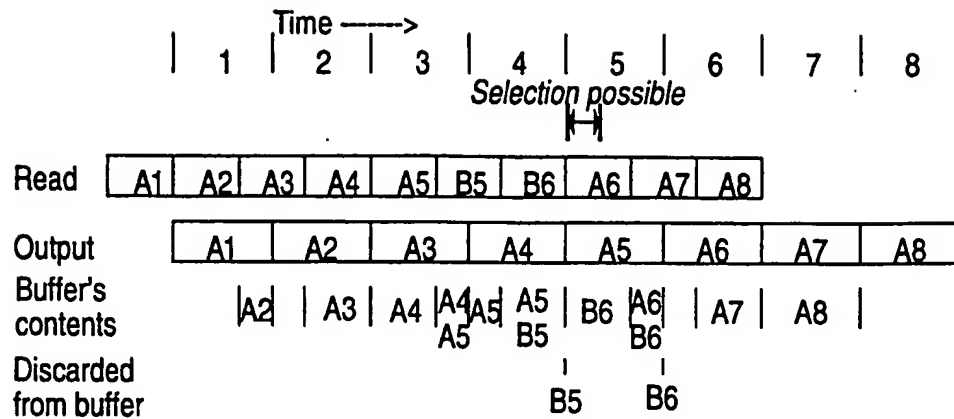 Time ----->
1 2 3 4 5 6 7 8
Selection possible
Read A1 A2 A3 A4 A5 B5 B6 A6 A7 A8
Output A1 A2 A3 A4 A5 A6 A7 A8
Buffer's contents A2 A3 A4 A4 A5 A5 A5 B5 B6 A6 B6 A7 A8
Discarded from buffer B5 B6